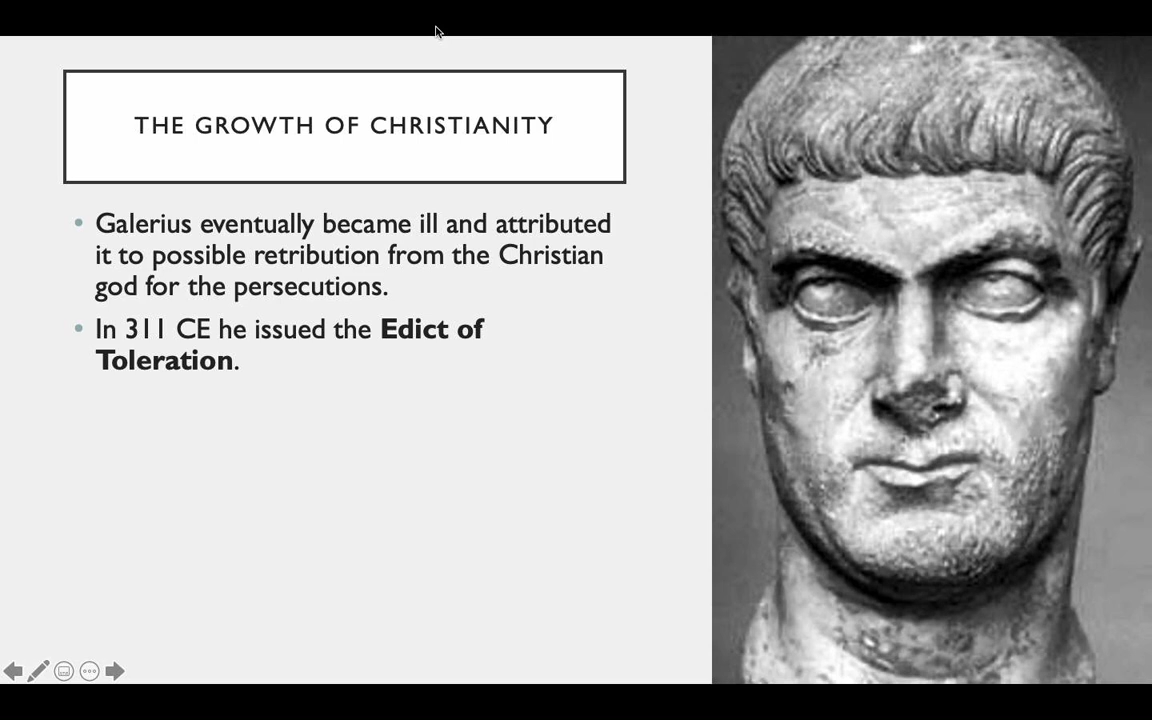 THE GROWTH OF CHRISTIANITY
• Galerius eventually became ill and attributed
it to possible retribution from the Christian
god for the persecutions.
• In 311 CE he issued the Edict of
Toleration.